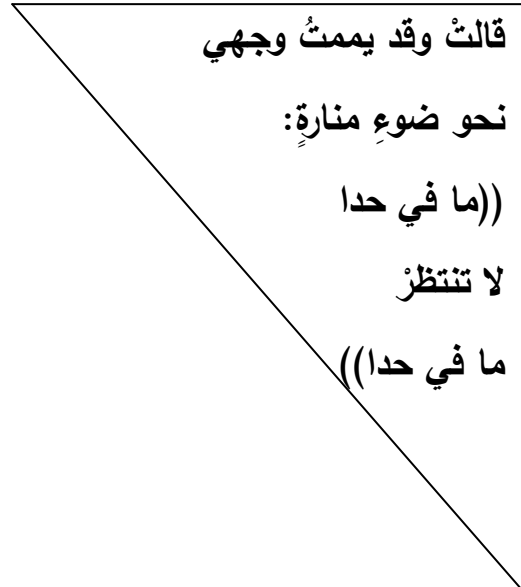 قالتْ وقد يممتُ وجهي
نحو ضوءِ منارةٍ:
((ما في حدا
لا تنتظرْ
ما في حدا))